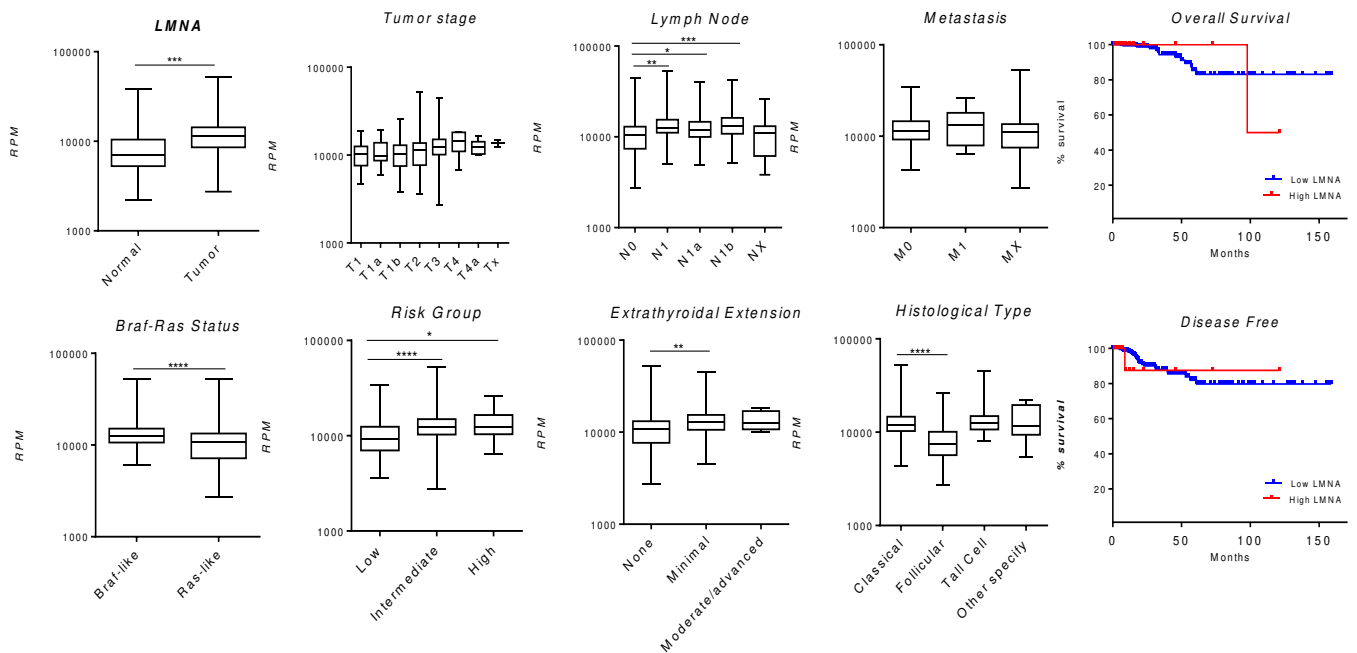 LMNA
***
100000
10000
1000
RPM
Normal
Tumor
Tumor stage
100000
10000
1000
RPM
T1
T1a
T1b
T2
T3
T4
T4a
Tx
Lymph Node
***
*
**
100000
10000
1000
RPM
N0
N1
N1a
N1b
NX
Metastasis
100000
10000
1000
RPM
M0
M1
MX
Overall Survival
100
80
60
40
20
% survival
Low LMNA
High LMNA
0
50
100
150
Months
Braf-Ras Status
****
100000
10000
1000
RPM
Braf-like
Ras-like
Risk Group
*
****
100000
10000
1000
RPM
Low
Intermediate
High
Extrathyroidal Extension
**
100000
10000
1000
RPM
None
Minimal
Moderate/advanced
Histological Type
****
100000
10000
1000
RPM
Classical
Follicular
Tall Cell
Other specify
Disease Free
100
80
60
40
20
% survival
Low LMNA
High LMNA
0
50
100
150
Months